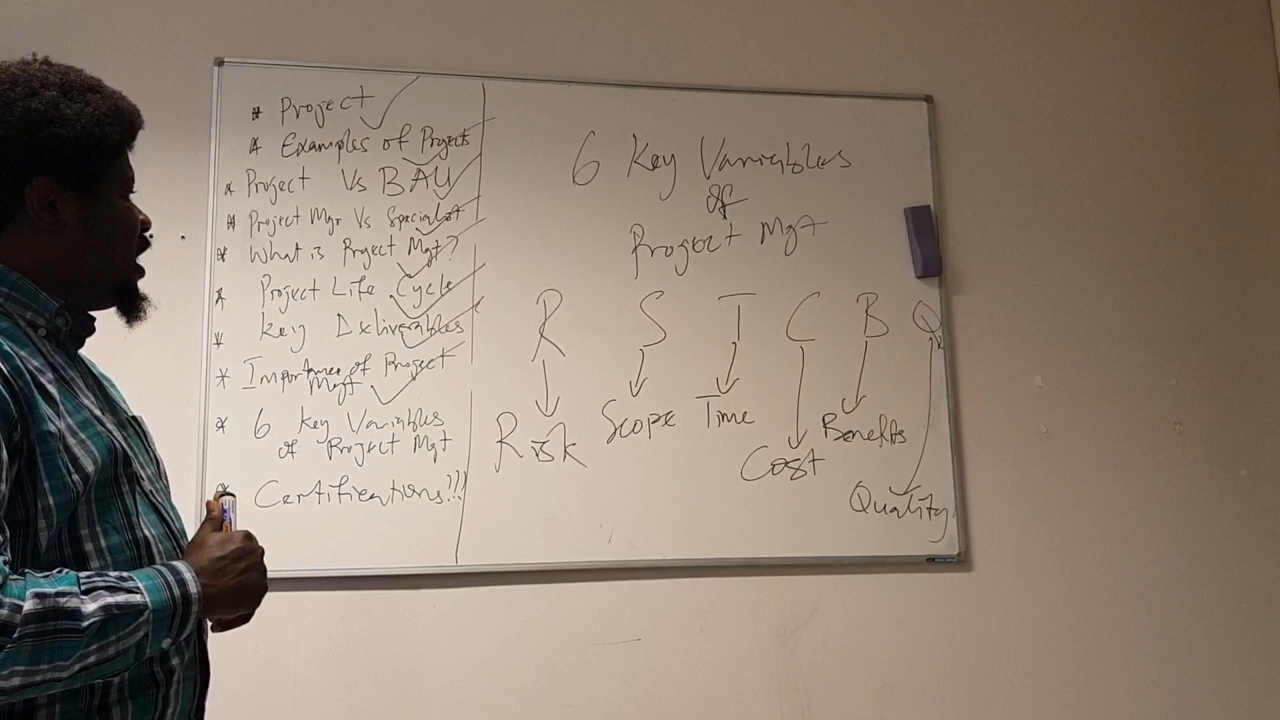 * Project
* Examples of Projects
* Project Vs BAU
* Project Mgr Vs Specialist
* What is Project Mgt?
* Project Life Cycle
* Key Deliverables
* Importance of Project
Mgt
* 6 Key Variables
of Project Mgt
* Certifications!!!
6 Key Variables
of
Project Mgt
R S T C B Q
Risk Scope Time Cost Benefits Quality